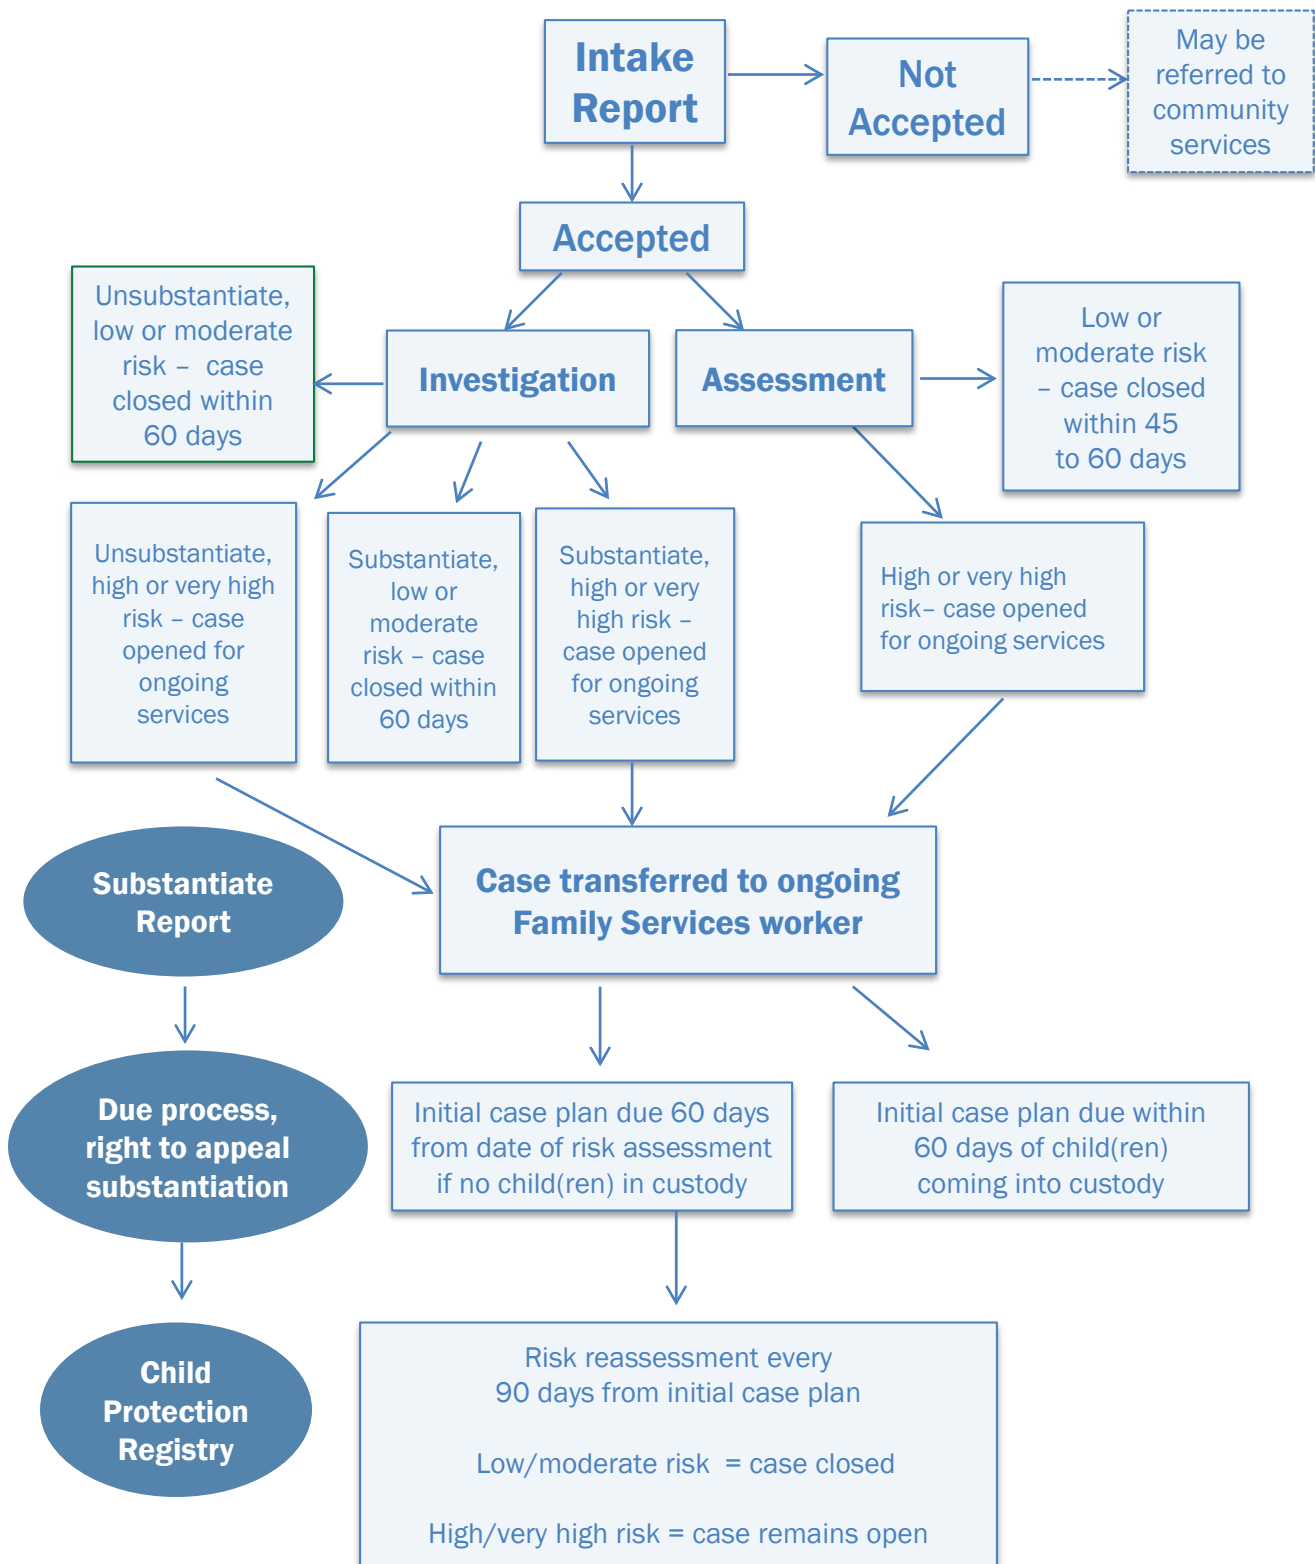 Intake
Report
Not
Accepted
May be
referred to
community
services
Accepted
Unsubstantiate,
low or moderate
risk – case
closed within
60 days
Investigation
Assessment
Low or
moderate risk
– case closed
within 45
to 60 days
Unsubstantiate,
high or very high
risk – case
opened for
ongoing
services
Substantiate,
low or
moderate
risk – case
closed within
60 days
Substantiate,
high or very
high risk –
case opened
for ongoing
services
High or very high
risk– case opened
for ongoing services
Substantiate
Report
Case transferred to ongoing
Family Services worker
Due process,
right to appeal
substantiation
Initial case plan due 60 days
from date of risk assessment
if no child(ren) in custody
Initial case plan due within
60 days of child(ren)
coming into custody
Child
Protection
Registry
Risk reassessment every
90 days from initial case plan
Low/moderate risk = case closed
High/very high risk = case remains open